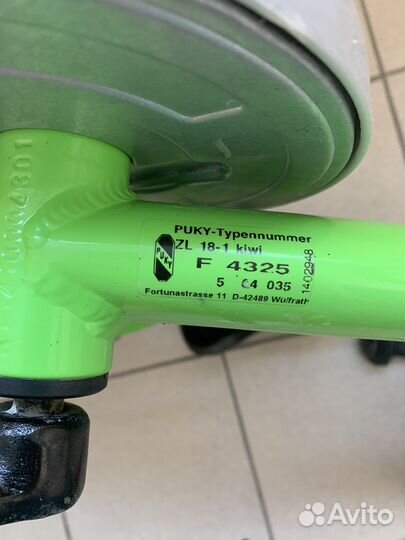 PUKY-Typennummer
ZL 18-1 kiwi
PUKY
F 4325
5 04 035
Fortunastrasse 11 D-42489 Wülfrath
1402948
Avito